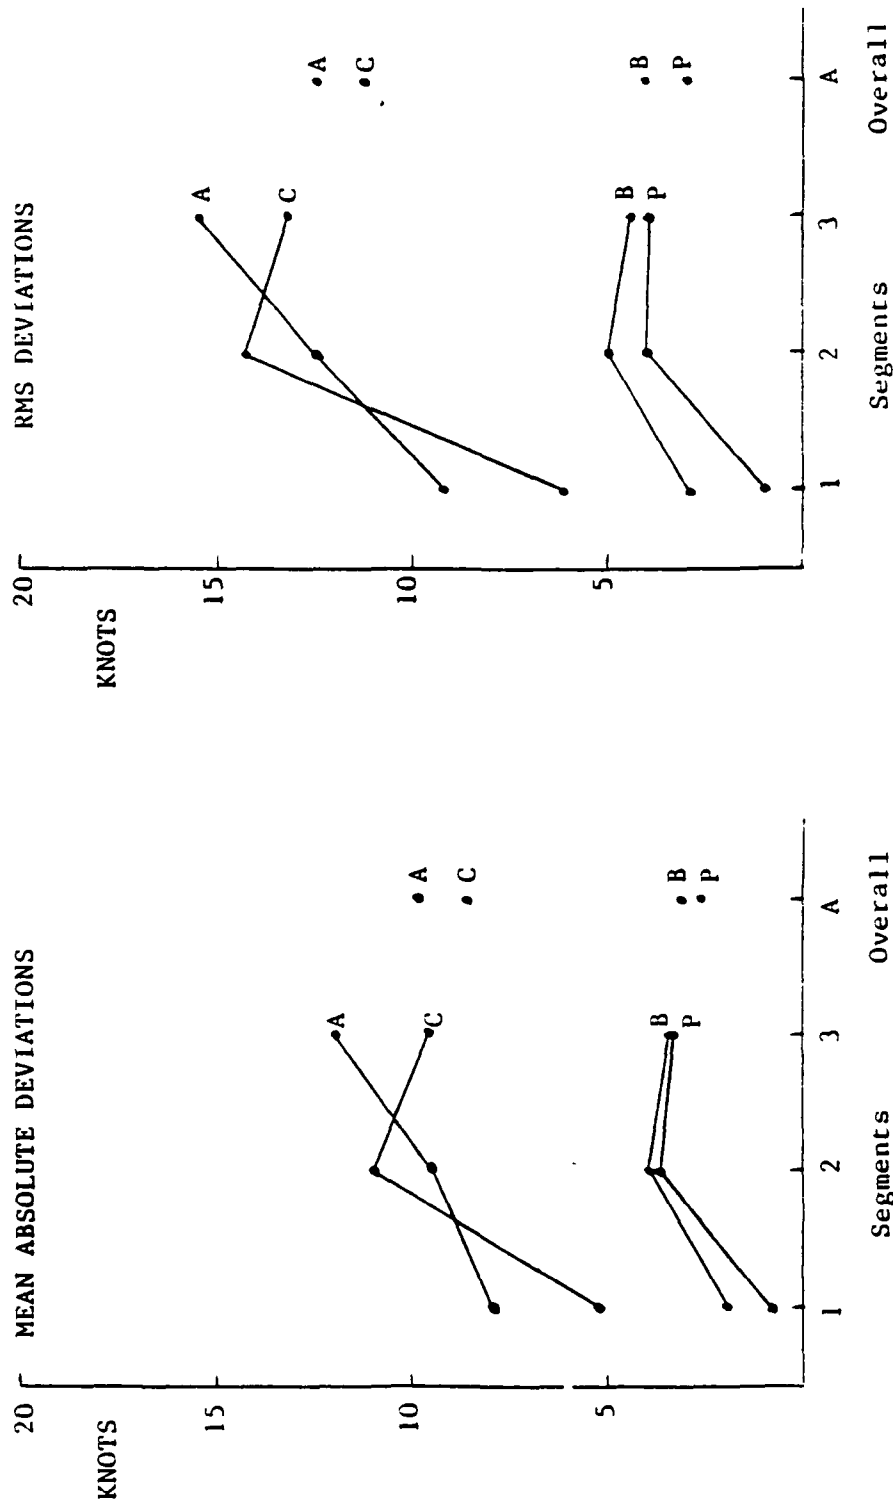 MEAN ABSOLUTE DEVIATIONS
20
KNOTS
15
10
5
A
C
B
P
A
C
B
P
1 2 3 A
Segments Overall
RMS DEVIATIONS
20
KNOTS
15
10
5
A
C
B
P
A
C
B
P
1 2 3 A
Segments Overall